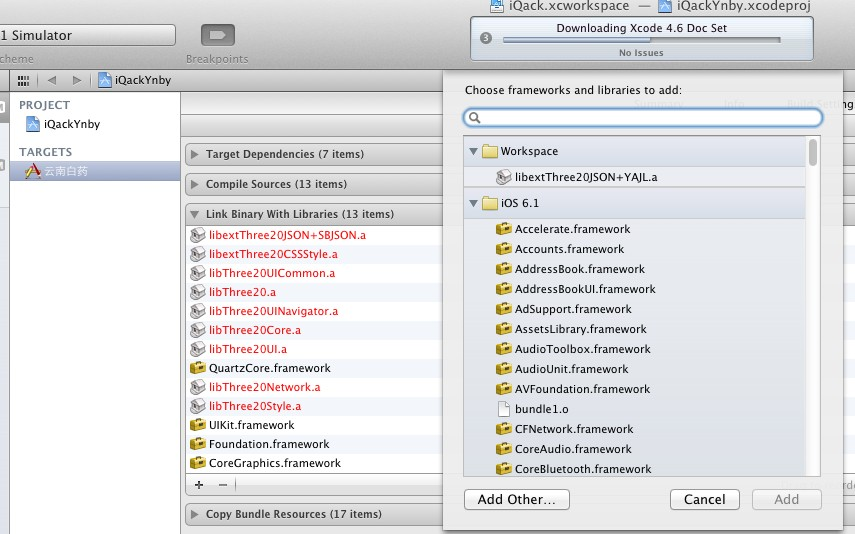 iQack.xcworkspace — iQackYnby.xcodeproj
1 Simulator
Downloading Xcode 4.6 Doc Set
3
No Issues
cheme
Breakpoints
iQackYnby
PROJECT
iQackYnby
TARGETS
云南白药
Target Dependencies (7 items)
Compile Sources (13 items)
Link Binary With Libraries (13 items)
libextThree20JSON+SBJSON.a
libextThree20CSSStyle.a
libThree20UICommon.a
libThree20.a
libThree20UINavigator.a
libThree20Core.a
libThree20UI.a
QuartzCore.framework
libThree20Network.a
libThree20Style.a
UIKit.framework
Foundation.framework
CoreGraphics.framework
+ −
Copy Bundle Resources (17 items)
Choose frameworks and libraries to add:
Workspace
libextThree20JSON+YAJL.a
iOS 6.1
Accelerate.framework
Accounts.framework
AddressBook.framework
AddressBookUI.framework
AdSupport.framework
AssetsLibrary.framework
AudioToolbox.framework
AudioUnit.framework
AVFoundation.framework
bundle1.o
CFNetwork.framework
CoreAudio.framework
CoreBluetooth.framework
Add Other... Cancel Add